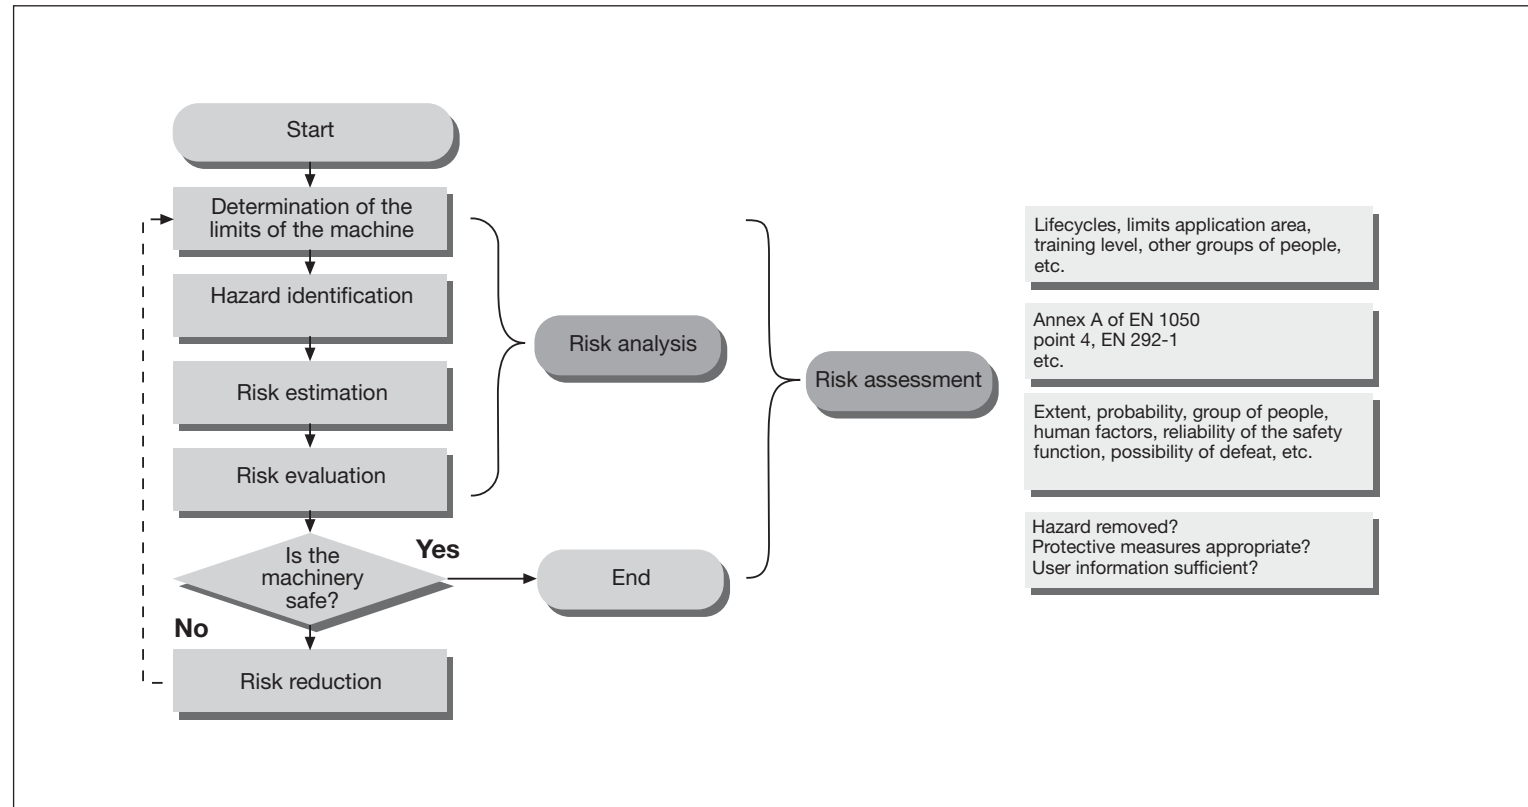 Start
Determination of the
limits of the machine
Hazard identification
Risk estimation
Risk evaluation
Is the
machinery
safe?
Yes
No
End
Risk reduction
Risk analysis
Risk assessment
Lifecycles, limits application area,
training level, other groups of people,
etc.
Annex A of EN 1050
point 4, EN 292-1
etc.
Extent, probability, group of people,
human factors, reliability of the safety
function, possibility of defeat, etc.
Hazard removed?
Protective measures appropriate?
User information sufficient?